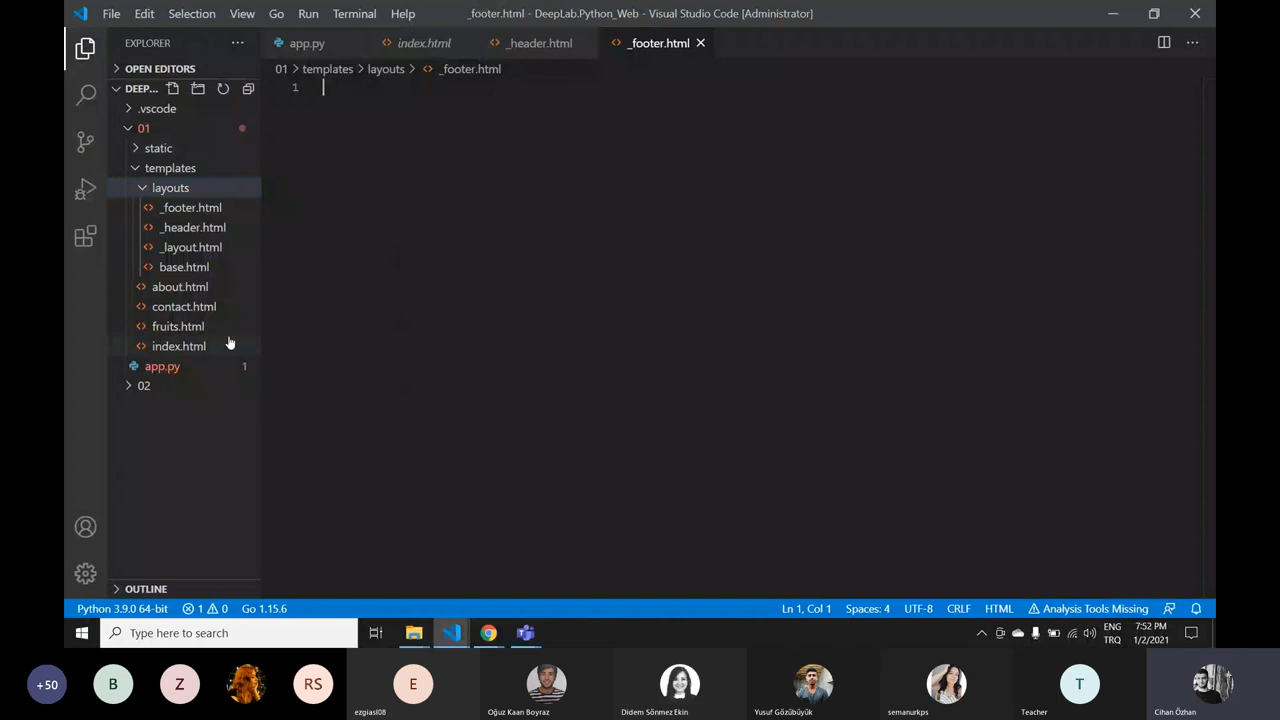 File Edit Selection View Go Run Terminal Help
_footer.html - DeepLab.Python_Web - Visual Studio Code [Administrator]
EXPLORER
app.py
index.html
_header.html
_footer.html
OPEN EDITORS
01 > templates > layouts > _footer.html
DEEP...
1
.vscode
01
static
templates
layouts
_footer.html
_header.html
_layout.html
base.html
about.html
contact.html
fruits.html
index.html
app.py 1
02
OUTLINE
Python 3.9.0 64-bit 1 0 Go 1.15.6
Ln 1, Col 1 Spaces: 4 UTF-8 CRLF HTML Analysis Tools Missing
Type here to search
ENG
TRQ
7:52 PM
1/2/2021
+50
B
Z
RS
E
T
ezgiasl08
Oğuz Kaan Boyraz
Didem Sönmez Ekin
Yusuf Gözübüyük
semanurkps
Teacher
Cihan Özhan